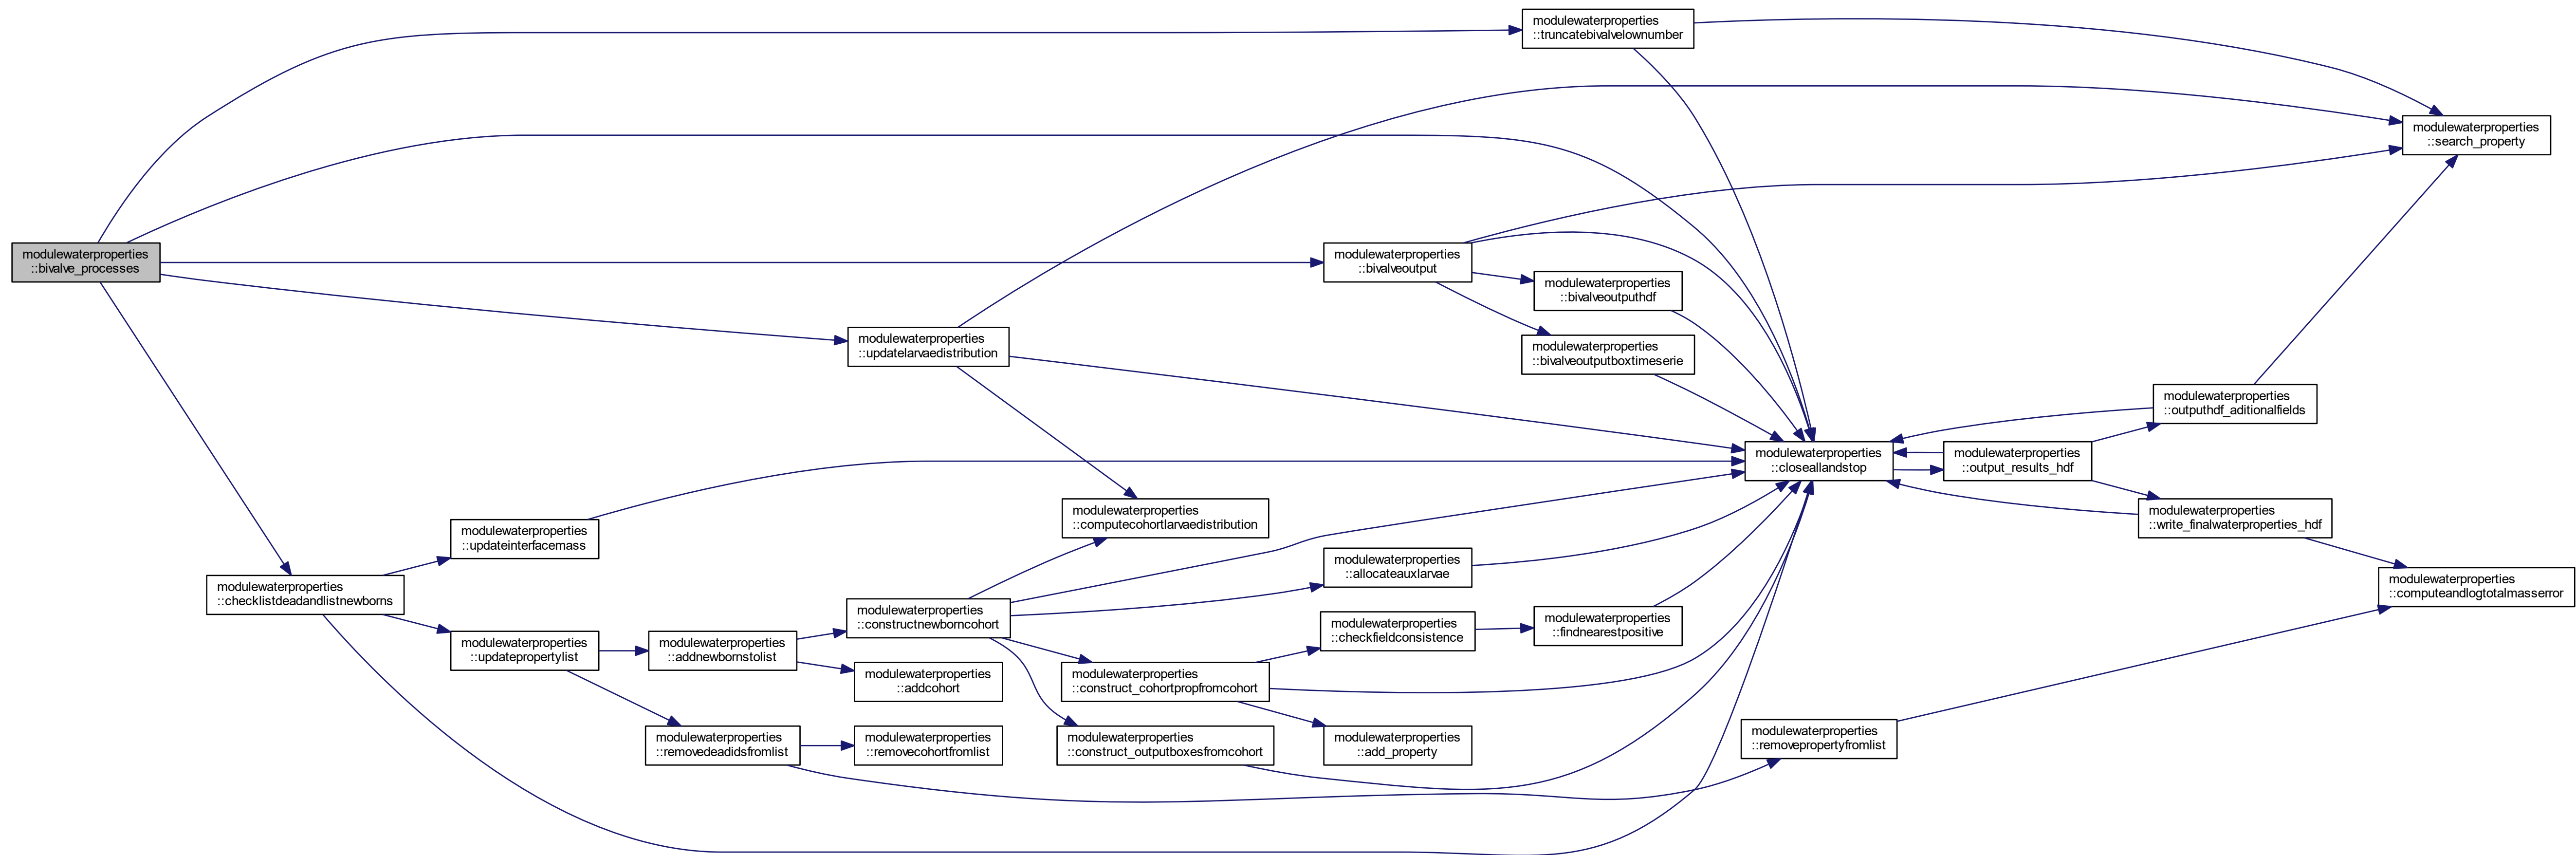 modulewaterproperties
::truncatebivalvelownumber
modulewaterproperties
::search_property
modulewaterproperties
::bivalve_processes
modulewaterproperties
::bivalveoutput
modulewaterproperties
::bivalveoutputhdf
modulewaterproperties
::updatelarvaedistribution
modulewaterproperties
::bivalveoutputboxtimeserie
modulewaterproperties
::outputhdf_aditionalfields
modulewaterproperties
::closeallandstop
modulewaterproperties
::output_results_hdf
modulewaterproperties
::computecohortlarvaedistribution
modulewaterproperties
::write_finalwaterproperties_hdf
modulewaterproperties
::updateinterfacemass
modulewaterproperties
::allocateauxlarvae
modulewaterproperties
::computeandlogtotalmasserror
modulewaterproperties
::checklistdeadandlistnewborns
modulewaterproperties
::constructnewborncohort
modulewaterproperties
::findnearestpositive
modulewaterproperties
::checkfieldconsistence
modulewaterproperties
::updatepropertylist
modulewaterproperties
::addnewbornstolist
modulewaterproperties
::addcohort
modulewaterproperties
::construct_cohortpropfromcohort
modulewaterproperties
::removepropertyfromlist
modulewaterproperties
::removedeadidsfromlist
modulewaterproperties
::removecohortfromlist
modulewaterproperties
::construct_outputboxesfromcohort
modulewaterproperties
::add_property